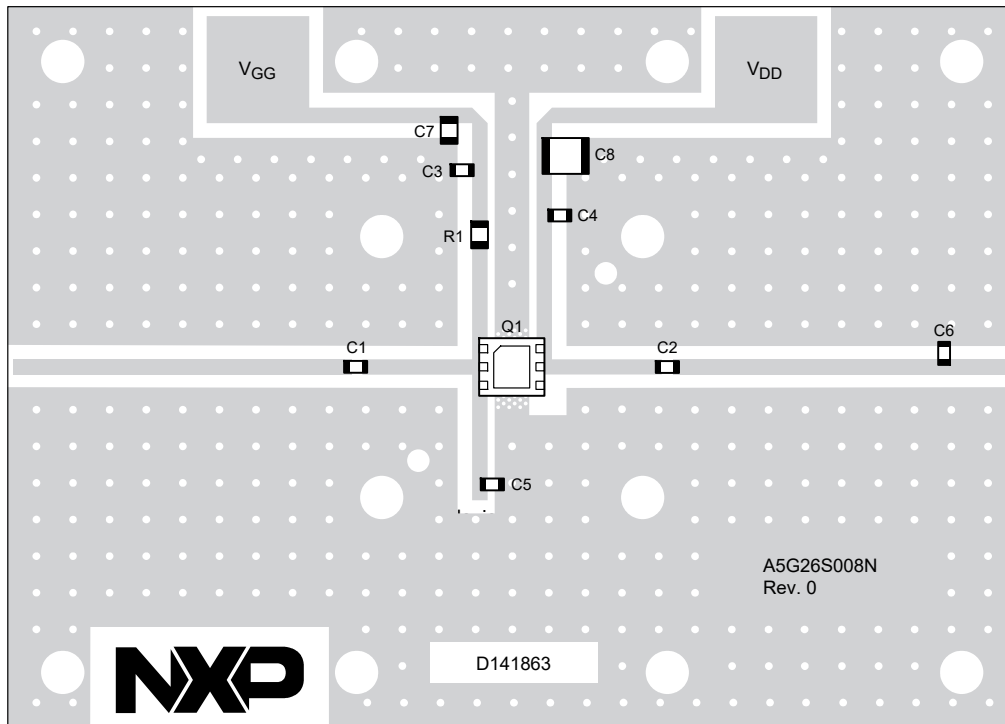 VGG
VDD
C7
C8
C3
C4
R1
Q1
C1
C2
C6
C5
A5G26S008N
Rev. 0
NXP
D141863